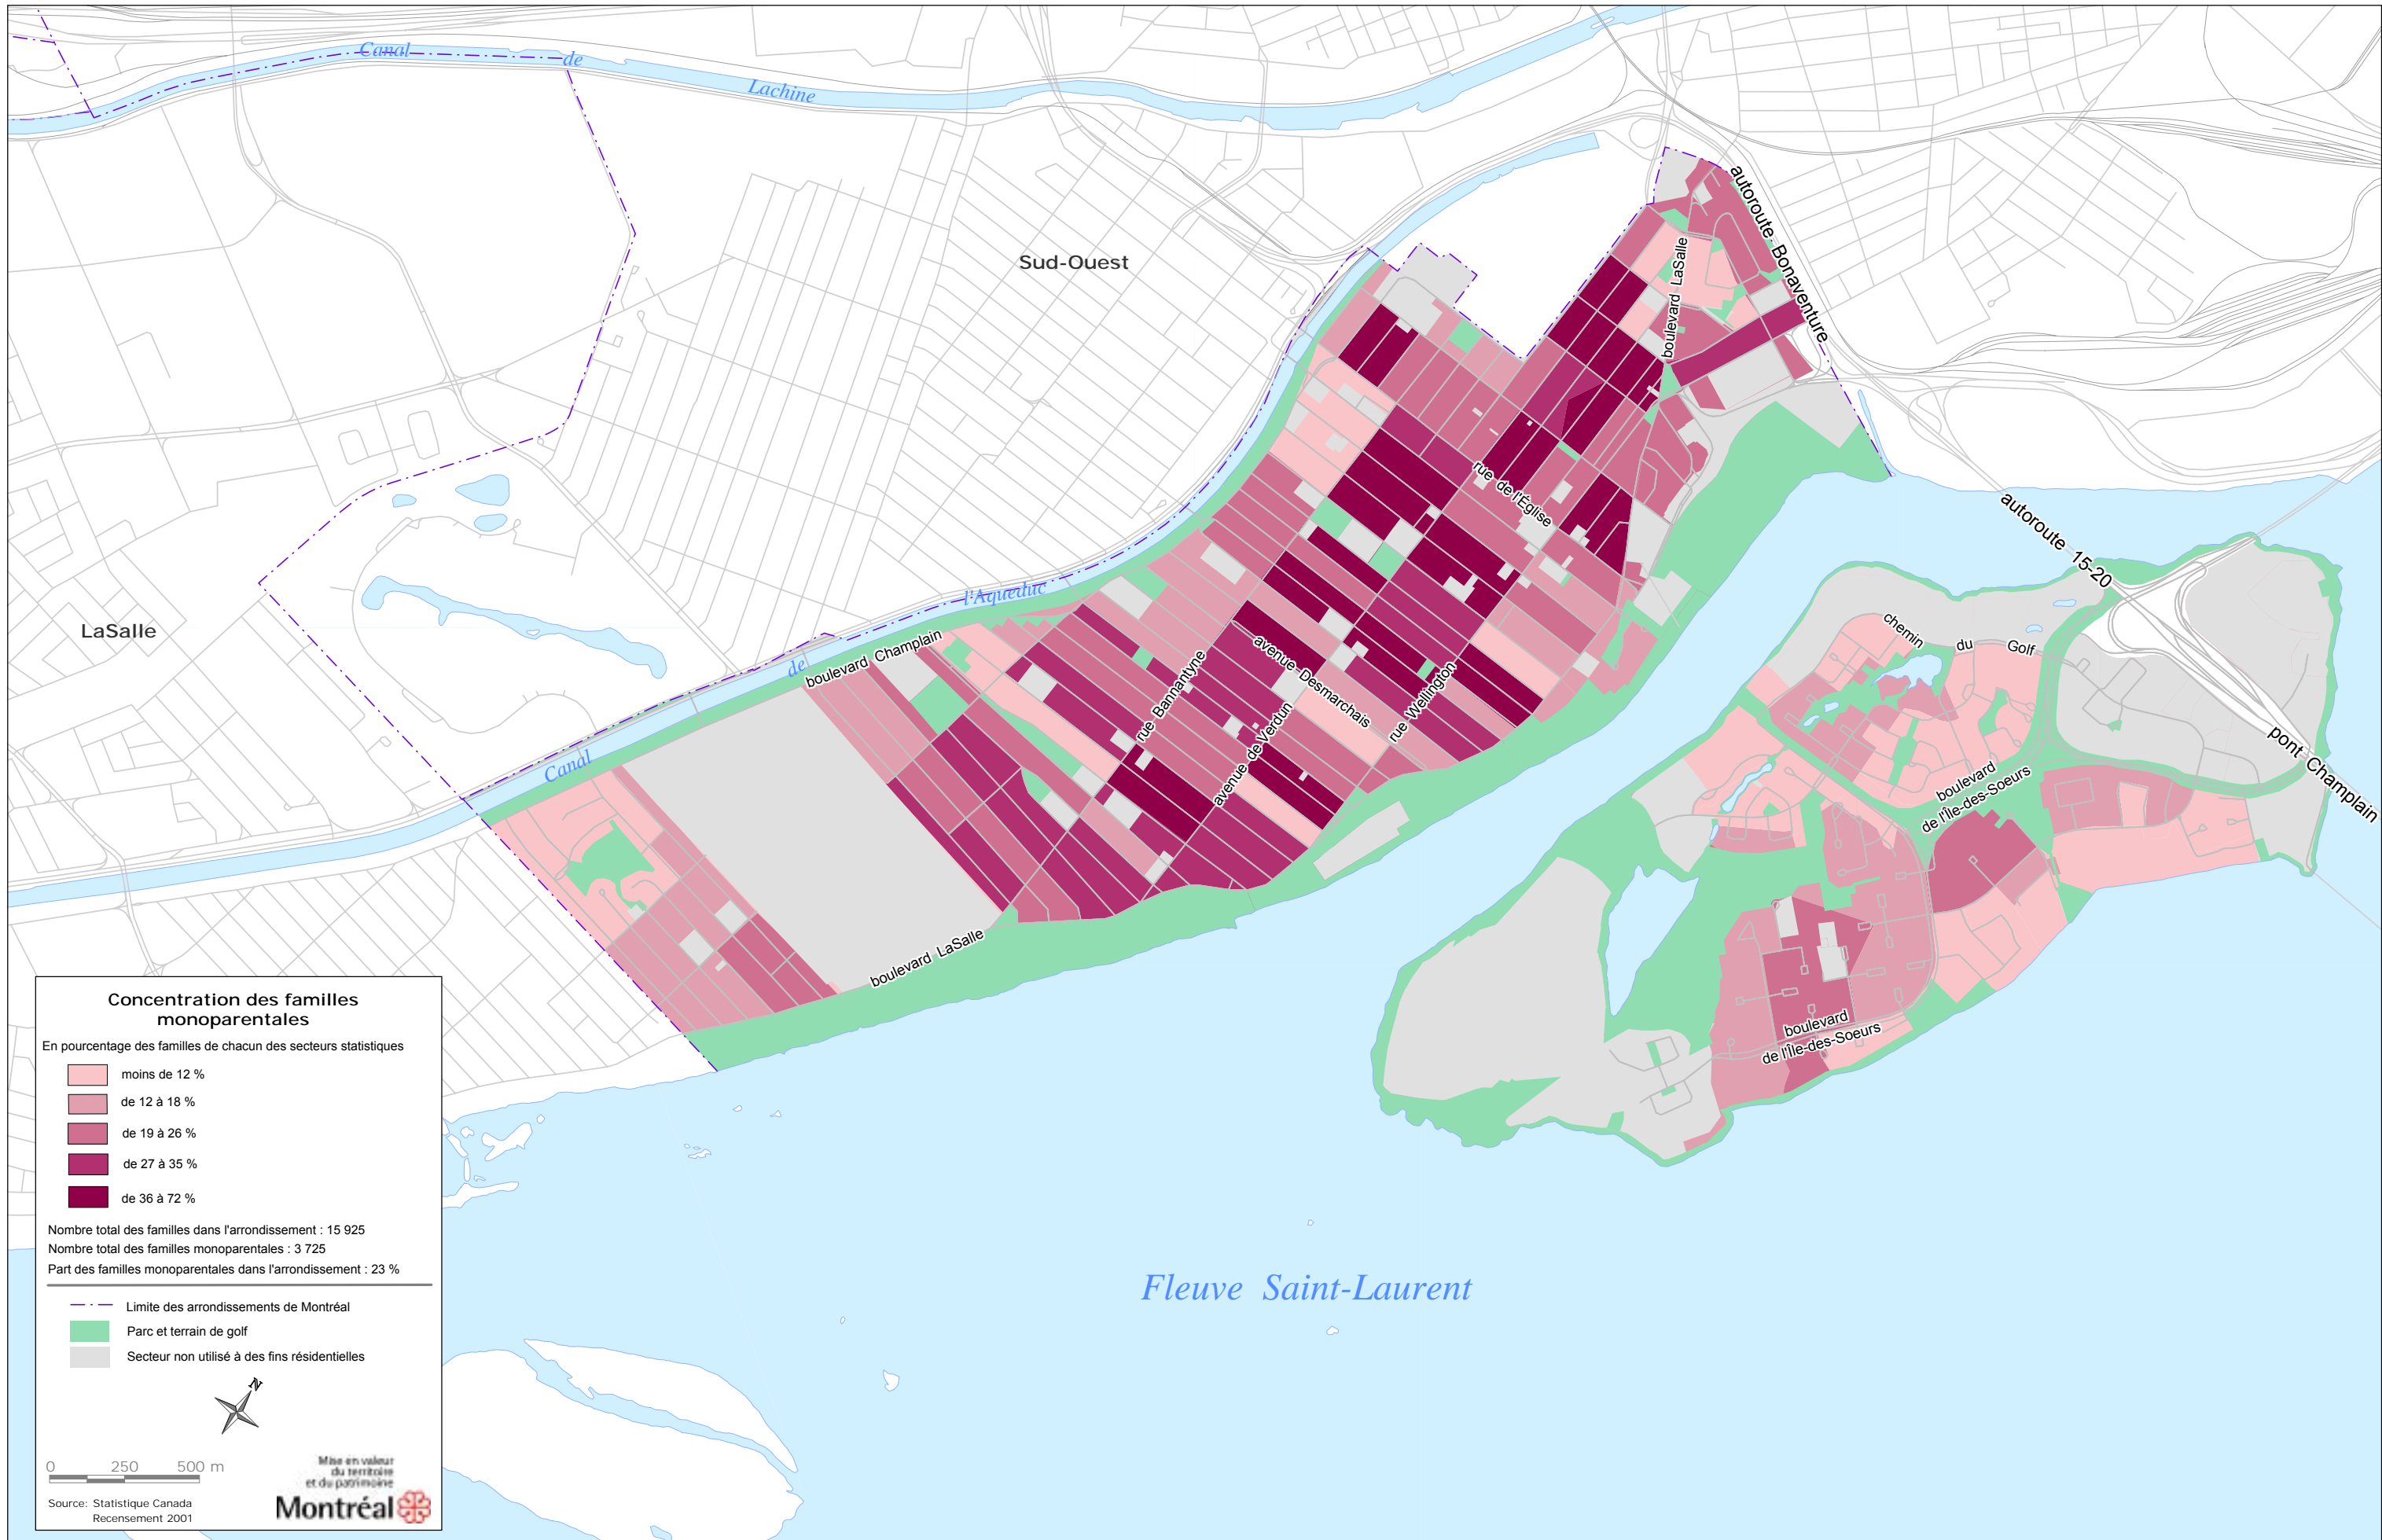 Canal
de
Lachine
Sud-Ouest
LaSalle
autoroute Bonaventure
boulevard LaSalle
rue de l'Église
autoroute 15-20
chemin
du
Golf
l'Aqueduc
de
Canal
boulevard Champlain
rue Bannantyne
avenue Desmarchais
avenue de Verdun
rue Wellington
boulevard
de l'Île-des-Soeurs
pont Champlain
boulevard LaSalle
boulevard
de l'Île-des-Soeurs
Fleuve Saint-Laurent
Concentration des familles
monoparentales
En pourcentage des familles de chacun des secteurs statistiques
moins de 12 %
de 12 à 18 %
de 19 à 26 %
de 27 à 35 %
de 36 à 72 %
Nombre total des familles dans l'arrondissement : 15 925
Nombre total des familles monoparentales : 3 725
Part des familles monoparentales dans l'arrondissement : 23 %
Limite des arrondissements de Montréal
Parc et terrain de golf
Secteur non utilisé à des fins résidentielles
N
0 250 500 m
Mise en valeur
du territoire
et du patrimoine
Montréal
Source: Statistique Canada
Recensement 2001